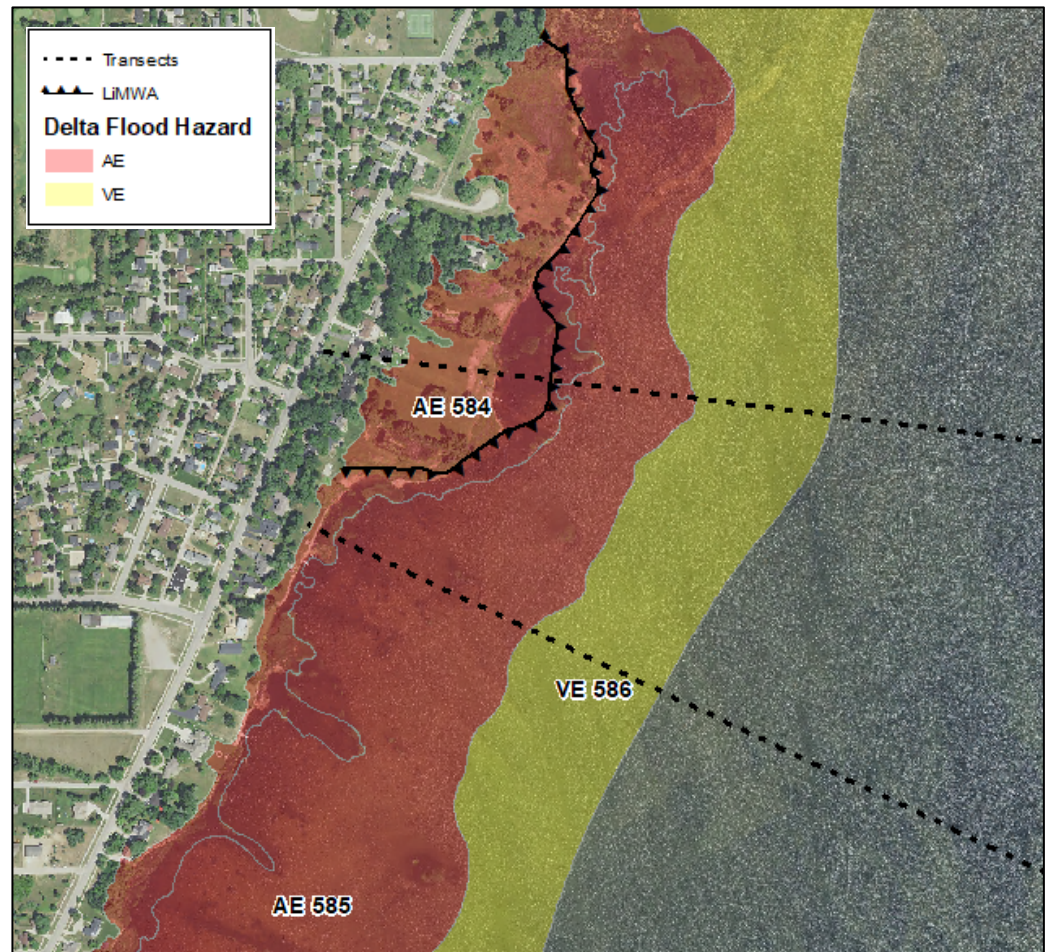 Transects
LiMWA
Delta Flood Hazard
AE
VE
AE 584
VE 586
AE 585